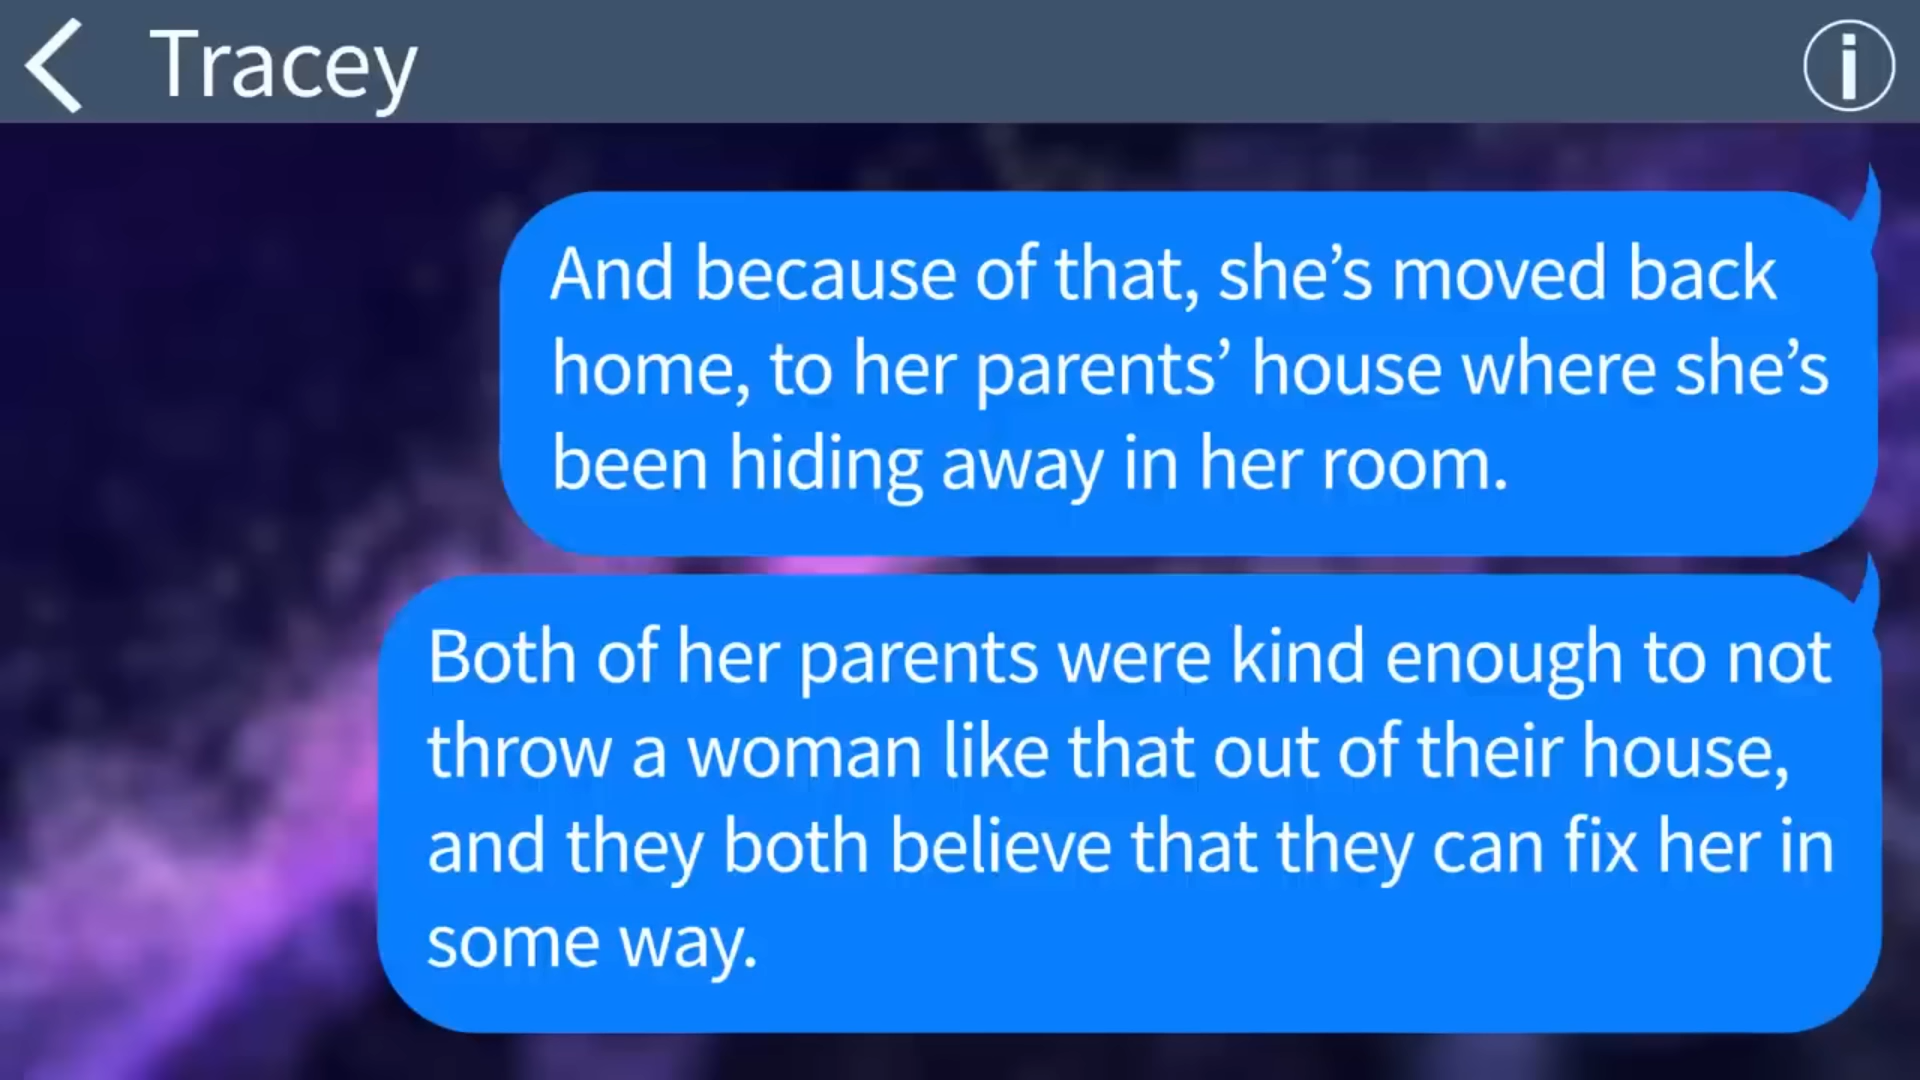 Tracey
And because of that, she’s moved back
home, to her parents’ house where she’s
been hiding away in her room.
Both of her parents were kind enough to not
throw a woman like that out of their house,
and they both believe that they can fix her in
some way.